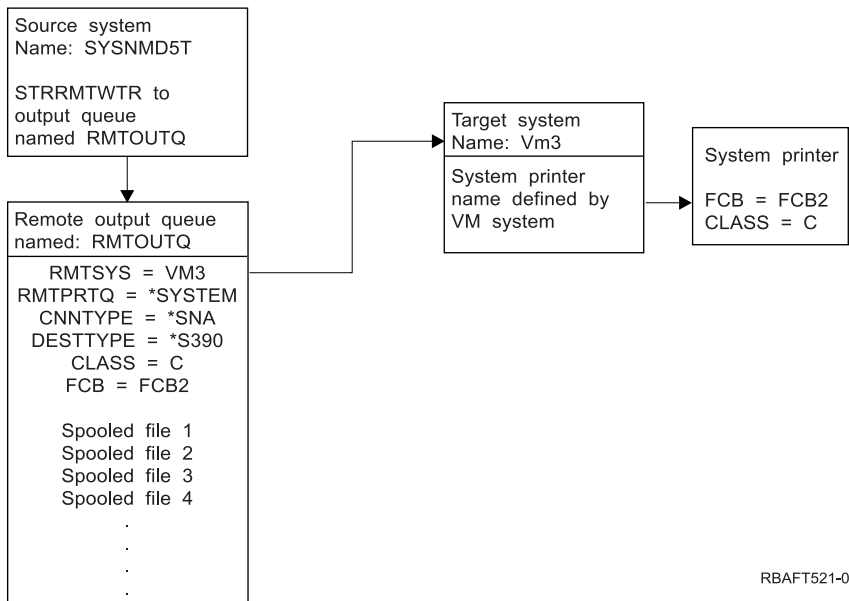 Source system
Name: SYSNMD5T
STRRMTWTR to
output queue
named RMTOUTQ
Remote output queue
named: RMTOUTQ
RMTSYS = VM3
RMTPRTQ = *SYSTEM
CNNTYPE = *SNA
DESTTYPE = *S390
CLASS = C
FCB = FCB2
Spooled file 1
Spooled file 2
Spooled file 3
Spooled file 4
.
.
.
.
Target system
Name: Vm3
System printer
name defined by
VM system
System printer
FCB = FCB2
CLASS = C
RBAFT521-0